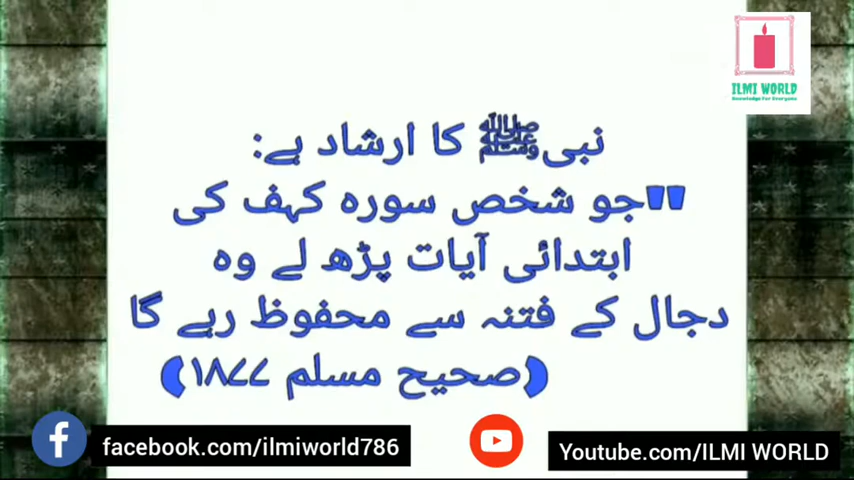 ILMI WORLD
Knowledge For Everyone
نبیﷺ کا ارشاد ہے:
"جو شخص سورہ کہف کی
ابتدائی آیات پڑھ لے وہ
دجال کے فتنہ سے محفوظ رہے گا
(صحیح مسلم ۱۸۷۷)
facebook.com/ilmiworld786
Youtube.com/ILMI WORLD